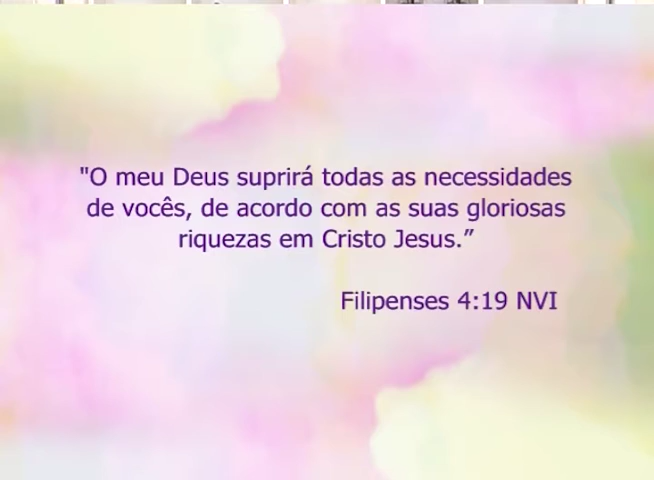 "O meu Deus suprirá todas as necessidades
de vocês, de acordo com as suas gloriosas
riquezas em Cristo Jesus.”
Filipenses 4:19 NVI